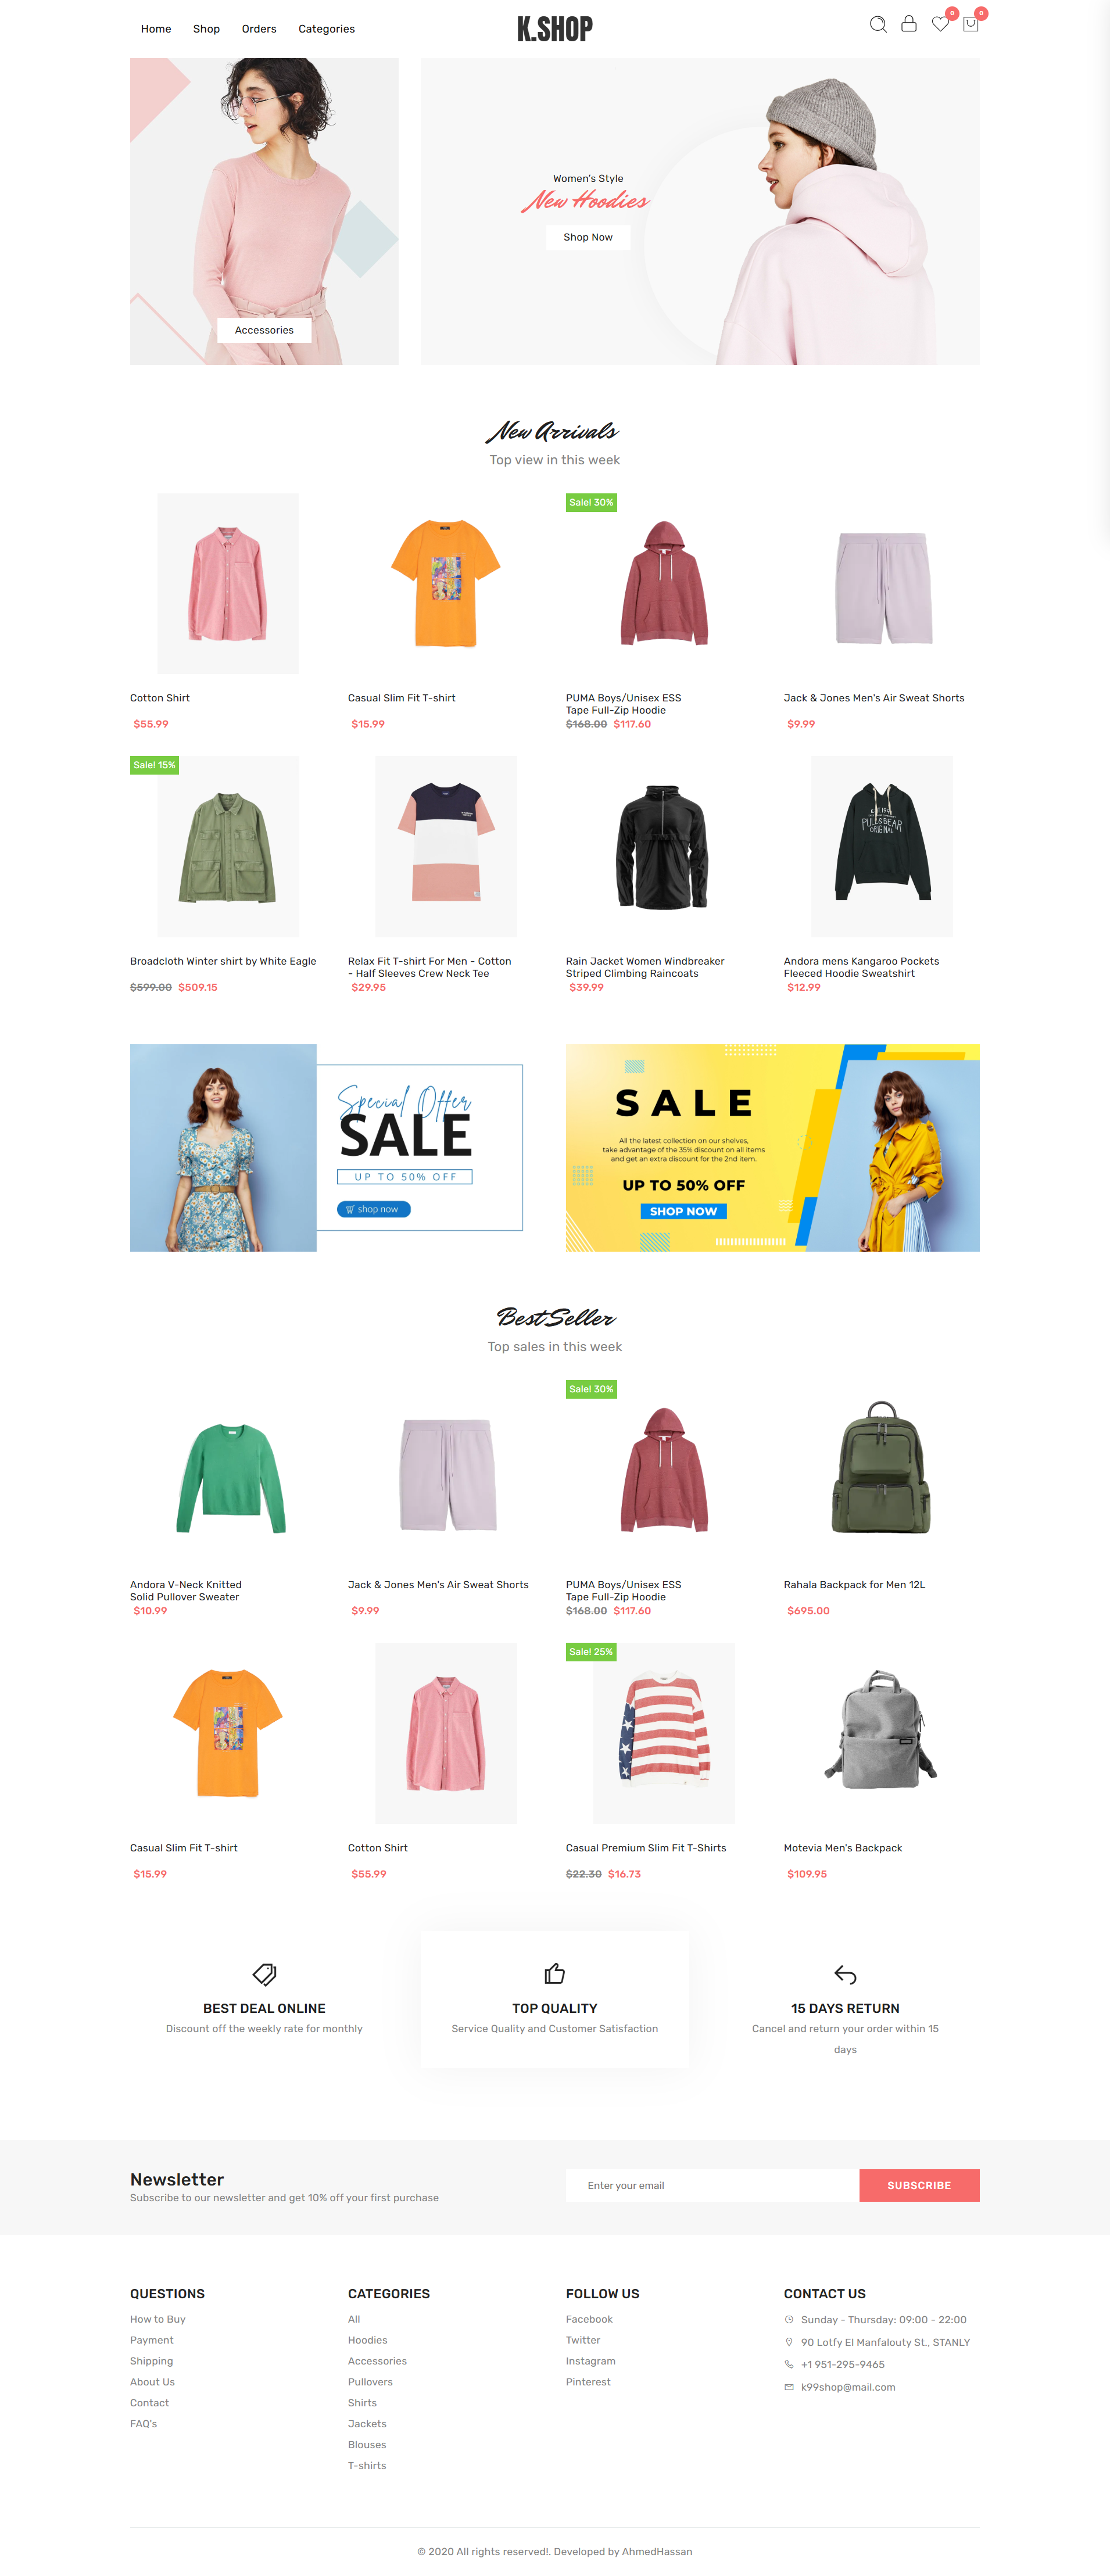 Home Shop Orders Categories
K.SHOP
0 0
Accessories
Women's Style
New Hoodies
Shop Now
New Arrivals
Top view in this week
Cotton Shirt
$55.99
Casual Slim Fit T-shirt
$15.99
Sale! 30%
PUMA Boys/Unisex ESS
Tape Full-Zip Hoodie
$168.00 $117.60
Jack & Jones Men's Air Sweat Shorts
$9.99
Sale! 15%
Broadcloth Winter shirt by White Eagle
$599.00 $509.15
Relax Fit T-shirt For Men - Cotton
- Half Sleeves Crew Neck Tee
$29.95
Rain Jacket Women Windbreaker
Striped Climbing Raincoats
$39.99
PULL&BEAR
ORIGINAL
Andora mens Kangaroo Pockets
Fleeced Hoodie Sweatshirt
$12.99
Special Offer
SALE
UP TO 50% OFF
shop now
SALE
All the latest collection on our shelves,
take advantage of the 35% discount on all items
and get an extra discount for the 2nd item.
UP TO 50% OFF
SHOP NOW
Best Seller
Top sales in this week
Andora V-Neck Knitted
Solid Pullover Sweater
$10.99
Jack & Jones Men's Air Sweat Shorts
$9.99
Sale! 30%
PUMA Boys/Unisex ESS
Tape Full-Zip Hoodie
$168.00 $117.60
Rahala Backpack for Men 12L
$695.00
Casual Slim Fit T-shirt
$15.99
Cotton Shirt
$55.99
Sale! 25%
Casual Premium Slim Fit T-Shirts
$22.30 $16.73
Motevia Men's Backpack
$109.95
BEST DEAL ONLINE
Discount off the weekly rate for monthly
TOP QUALITY
Service Quality and Customer Satisfaction
15 DAYS RETURN
Cancel and return your order within 15
days
Newsletter
Subscribe to our newsletter and get 10% off your first purchase
Enter your email
SUBSCRIBE
QUESTIONS
How to Buy
Payment
Shipping
About Us
Contact
FAQ's
CATEGORIES
All
Hoodies
Accessories
Pullovers
Shirts
Jackets
Blouses
T-shirts
FOLLOW US
Facebook
Twitter
Instagram
Pinterest
CONTACT US
Sunday - Thursday: 09:00 - 22:00
90 Lotfy El Manfalouty St., STANLY
+1 951-295-9465
k99shop@mail.com
© 2020 All rights reserved!. Developed by AhmedHassan